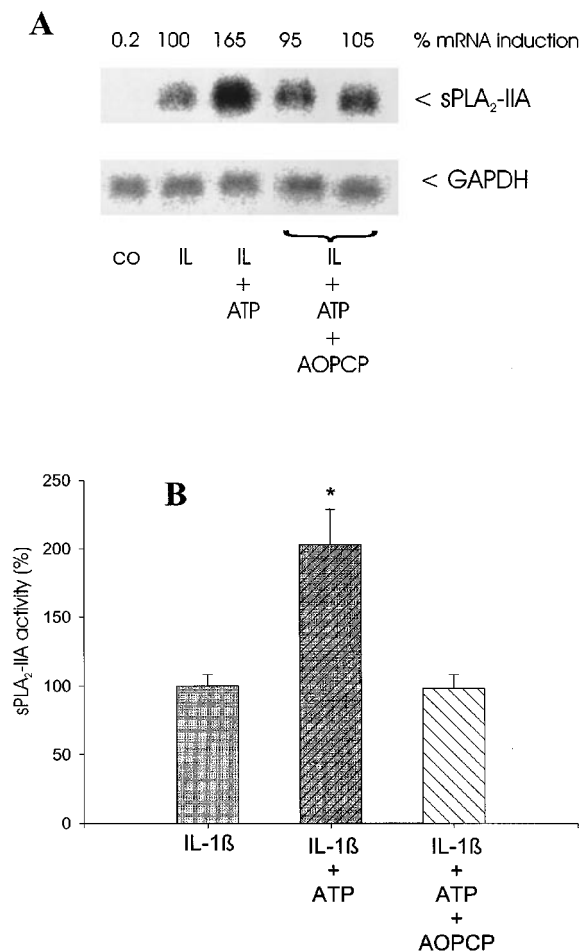 A
0.2 100 165 95 105 % mRNA induction
< sPLA₂-IIA
< GAPDH
co IL IL IL
+ +
ATP ATP
+
AOPCP
B
*
250
200
150
100
50
0
sPLA₂-IIA activity (%)
IL-1ß IL-1ß IL-1ß
+ +
ATP ATP
+
AOPCP